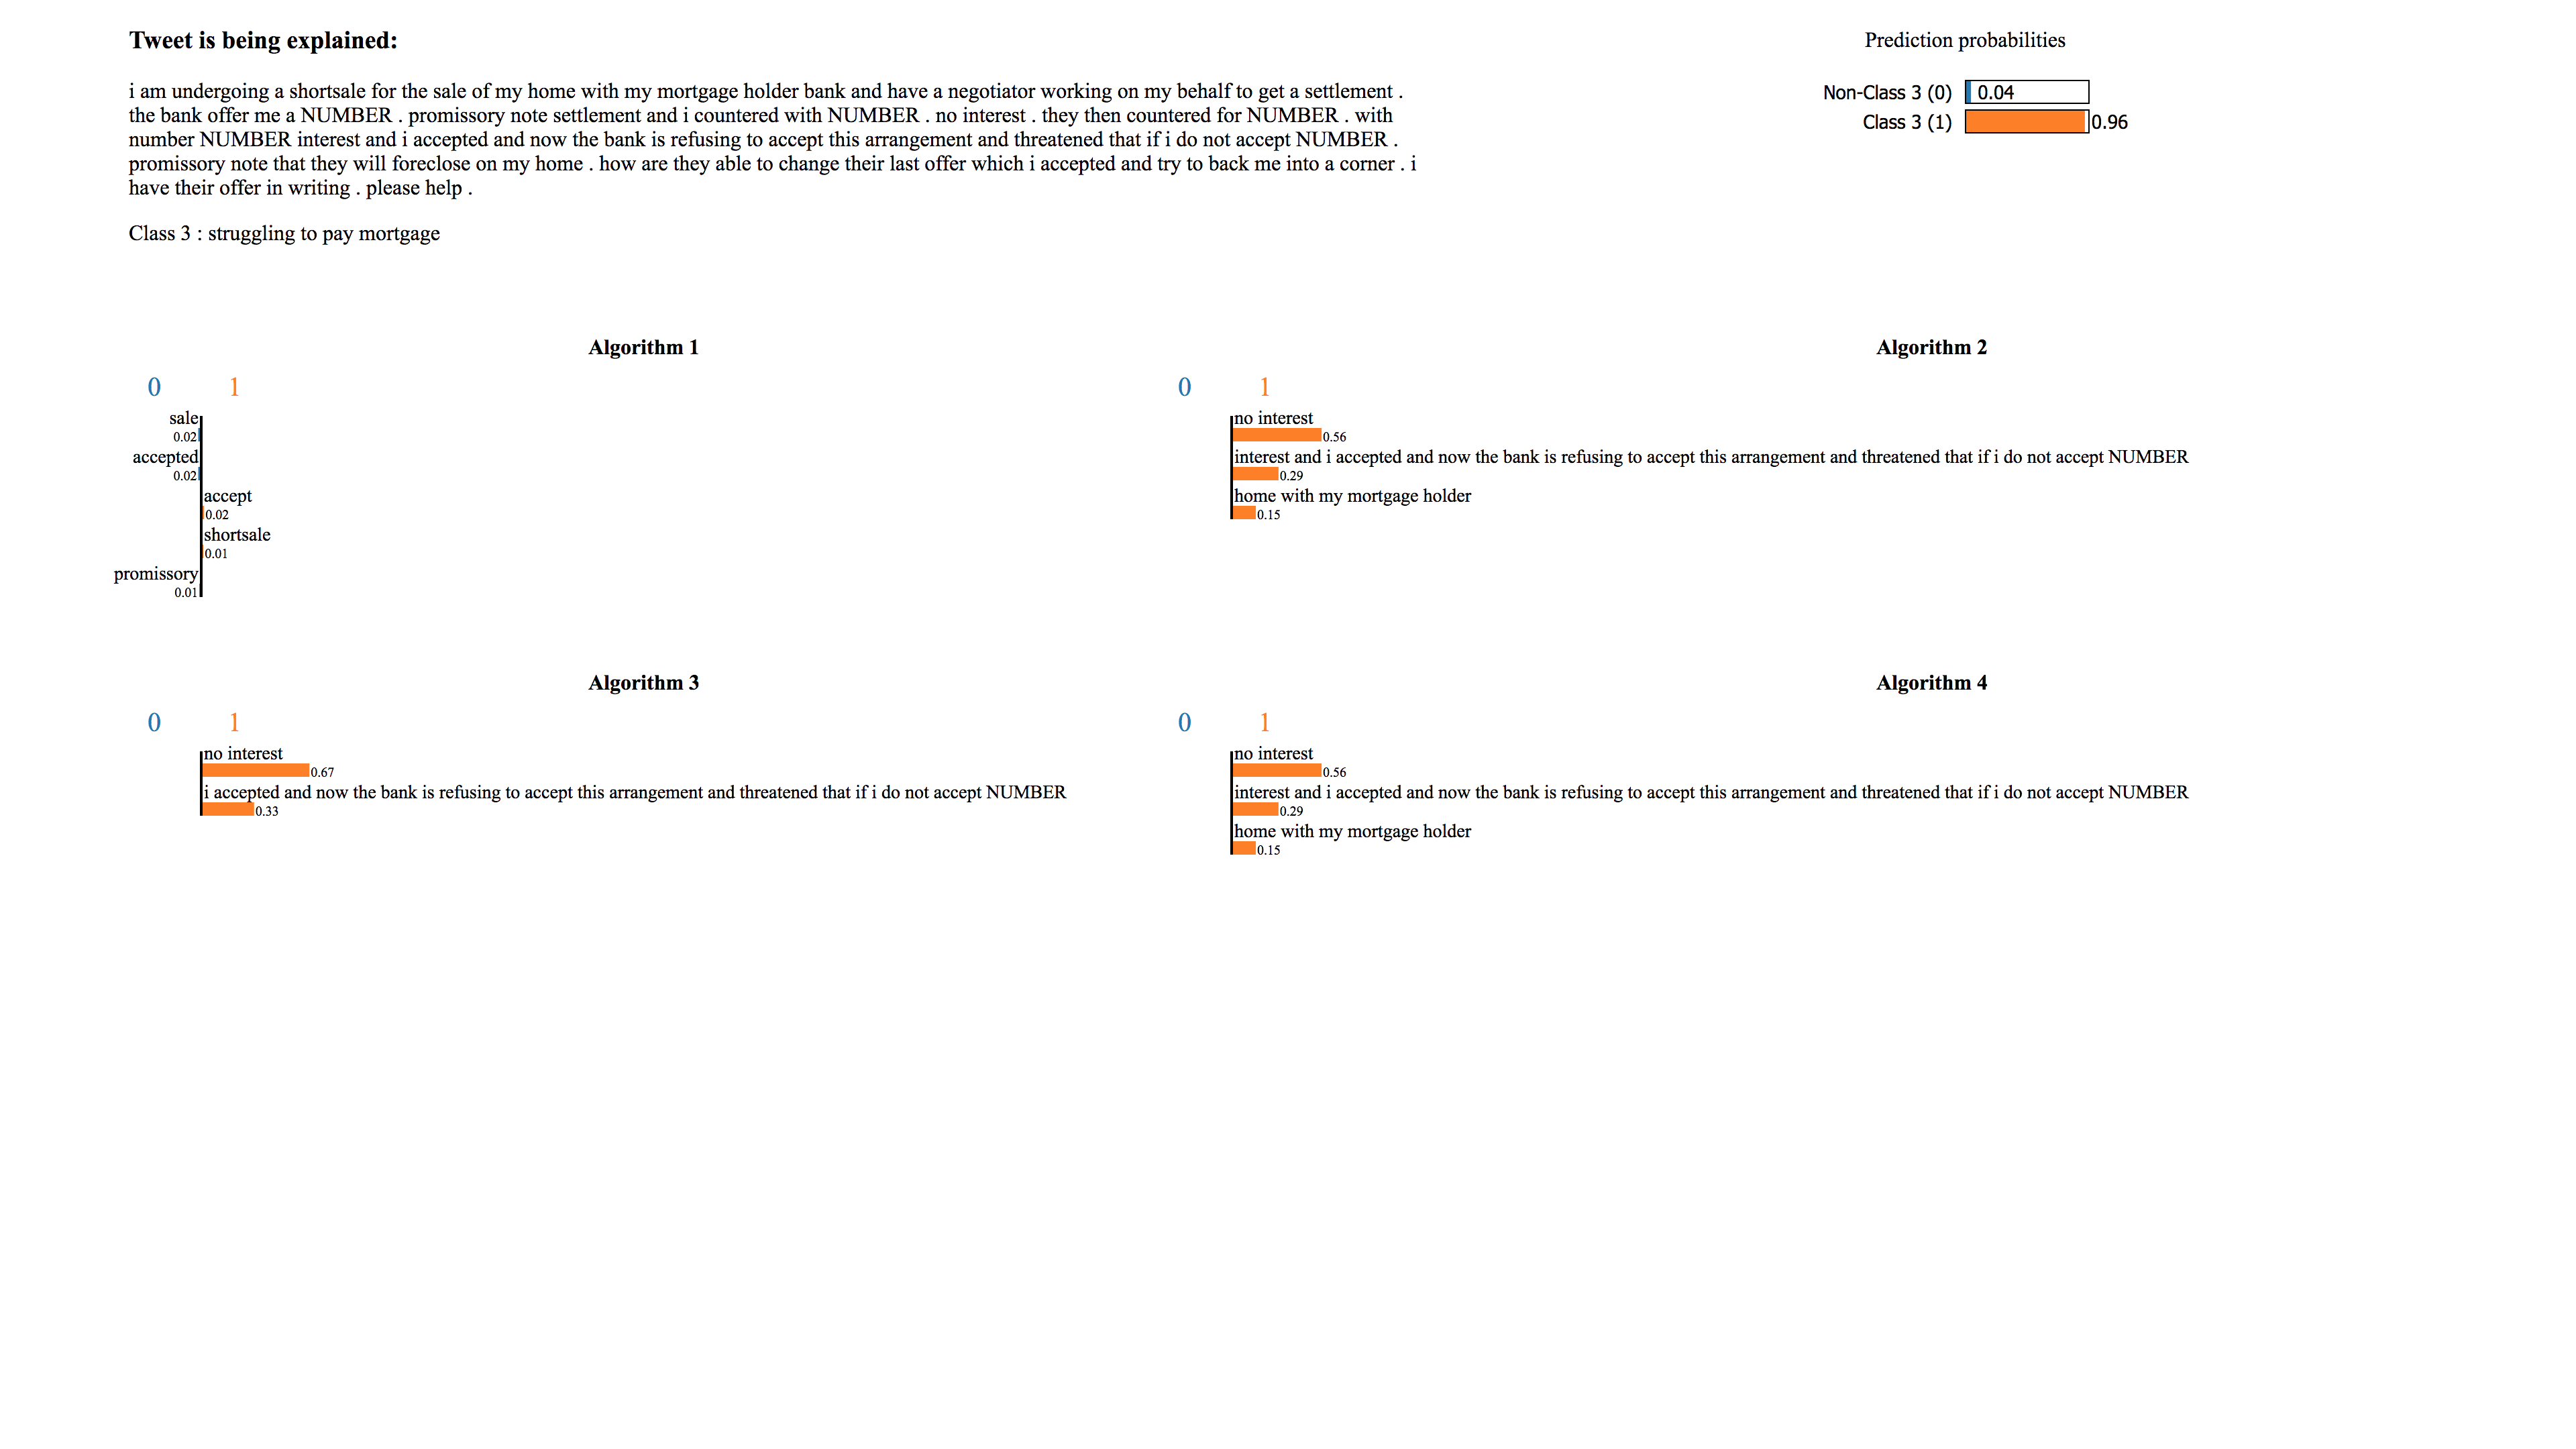 Tweet is being explained:
i am undergoing a shortsale for the sale of my home with my mortgage holder bank and have a negotiator working on my behalf to get a settlement .
the bank offer me a NUMBER . promissory note settlement and i countered with NUMBER . no interest . they then countered for NUMBER . with
number NUMBER interest and i accepted and now the bank is refusing to accept this arrangement and threatened that if i do not accept NUMBER .
promissory note that they will foreclose on my home . how are they able to change their last offer which i accepted and try to back me into a corner . i
have their offer in writing . please help .
Class 3 : struggling to pay mortgage
Prediction probabilities
Non-Class 3 (0) 0.04
Class 3 (1) 0.96
Algorithm 1
0 1
sale
0.02
accepted
0.02
accept
0.02
shortsale
0.01
promissory
0.01
Algorithm 2
0 1
no interest
0.56
interest and i accepted and now the bank is refusing to accept this arrangement and threatened that if i do not accept NUMBER
0.29
home with my mortgage holder
0.15
Algorithm 3
0 1
no interest
0.67
i accepted and now the bank is refusing to accept this arrangement and threatened that if i do not accept NUMBER
0.33
Algorithm 4
0 1
no interest
0.56
interest and i accepted and now the bank is refusing to accept this arrangement and threatened that if i do not accept NUMBER
0.29
home with my mortgage holder
0.15